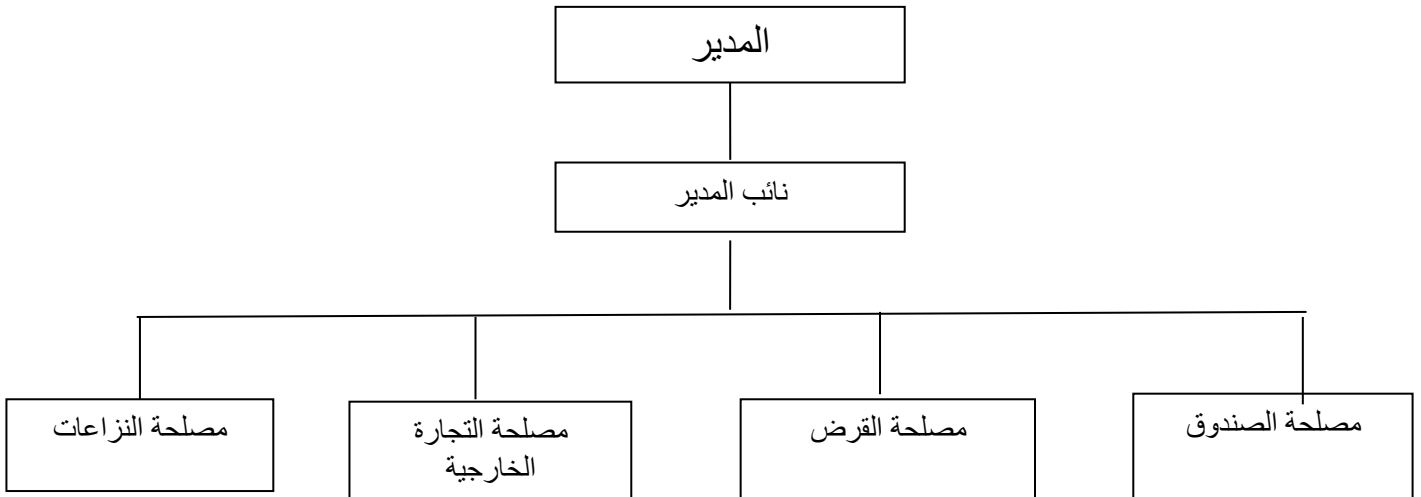 المدير
نائب المدير
مصلحة الصندوق
مصلحة القرض
مصلحة التجارة
الخارجية
مصلحة النزاعات